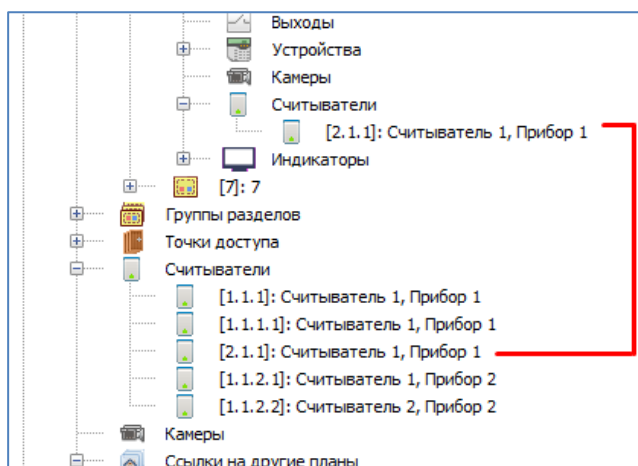 Выходы
Устройства
Камеры
Считыватели
[2.1.1]: Считыватель 1, Прибор 1
Индикаторы
[7]: 7
Группы разделов
Точки доступа
Считыватели
[1.1.1]: Считыватель 1, Прибор 1
[1.1.1.1]: Считыватель 1, Прибор 1
[2.1.1]: Считыватель 1, Прибор 1
[1.1.2.1]: Считыватель 1, Прибор 2
[1.1.2.2]: Считыватель 2, Прибор 2
Камеры
Ссылки на другие планы